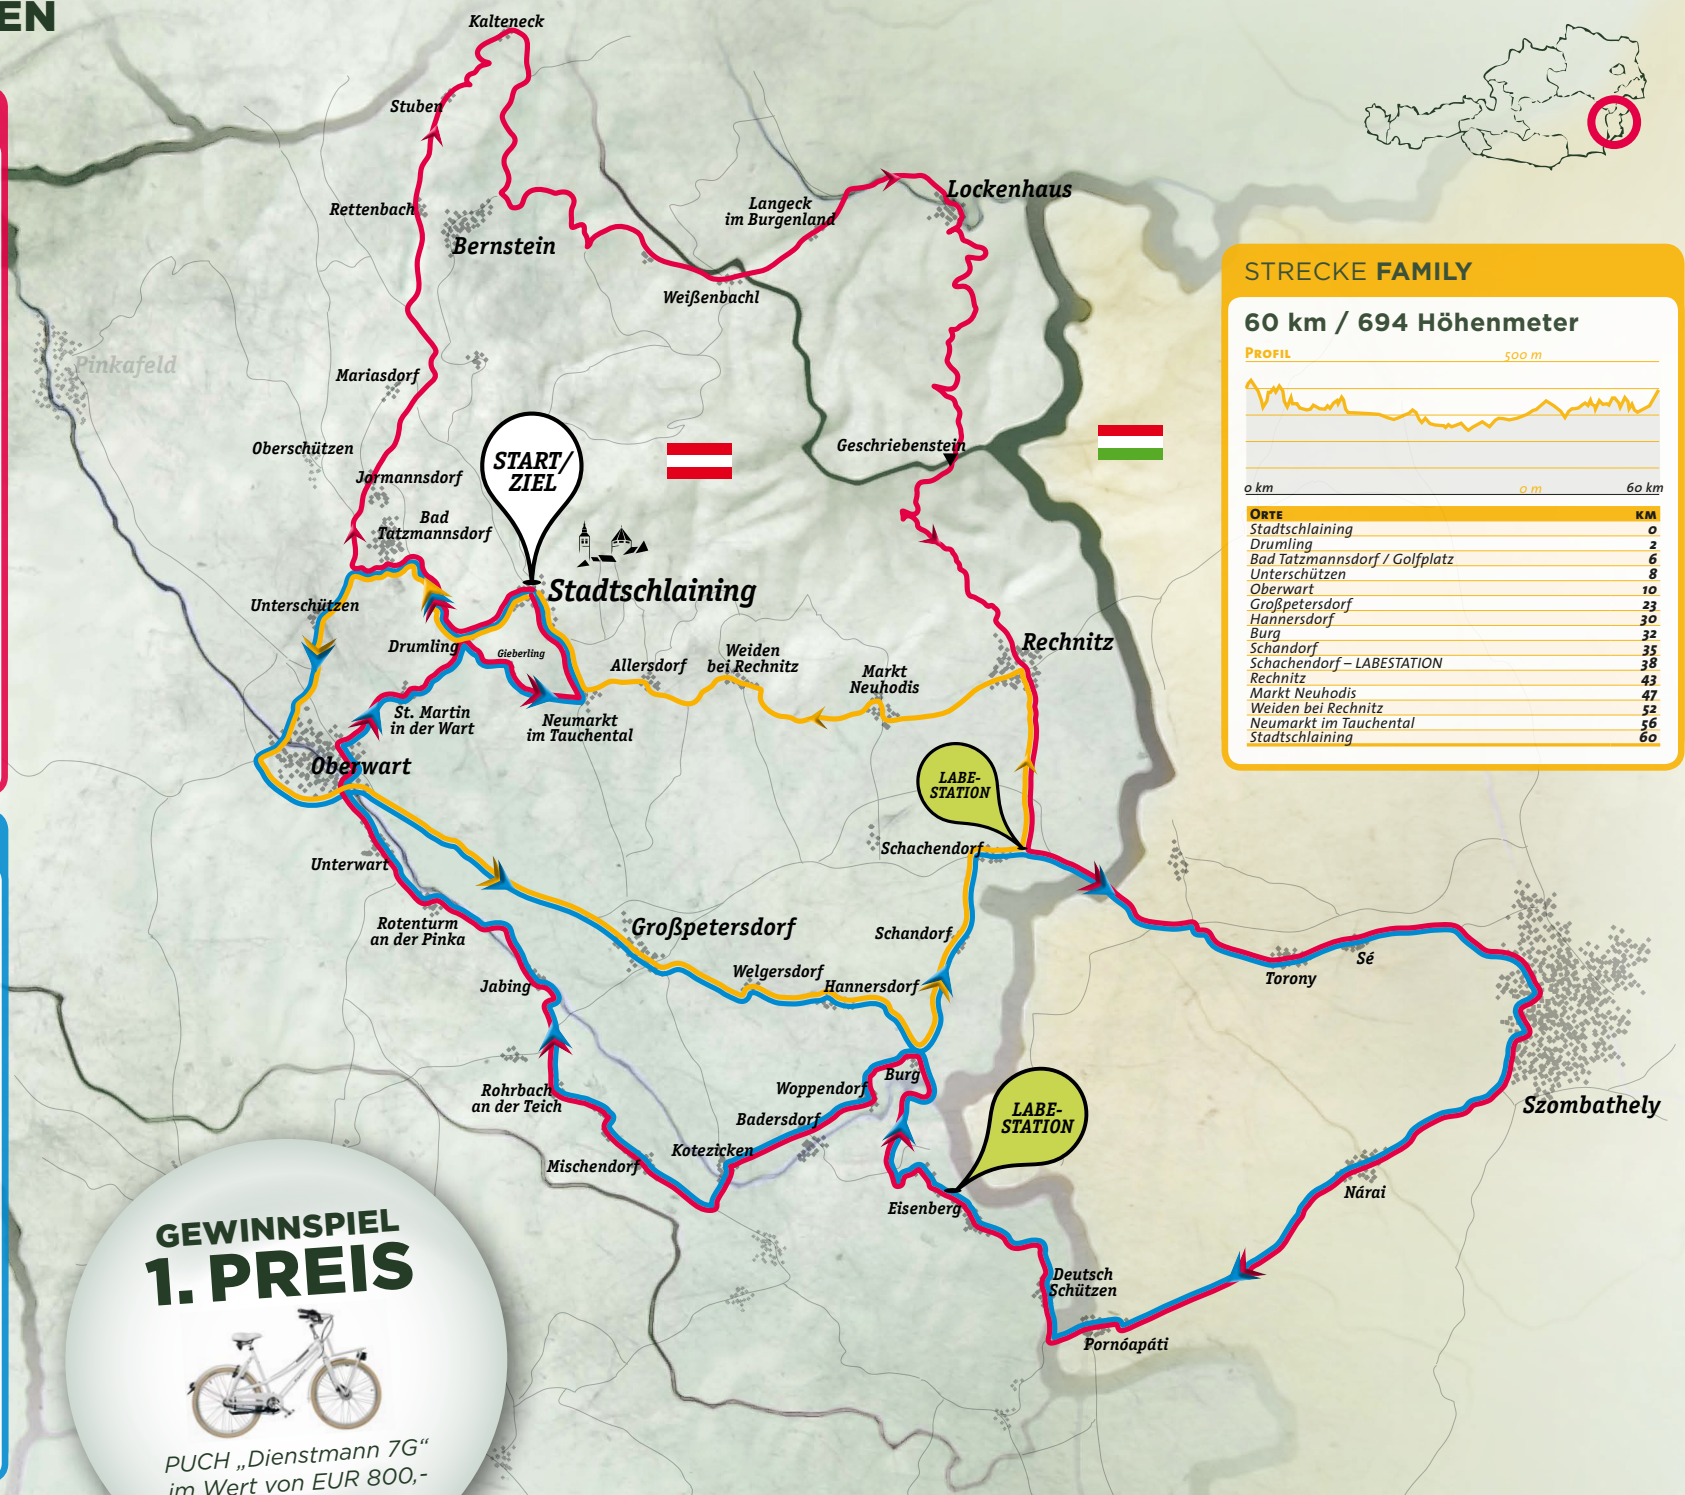 EN
Kalteneck
Stuben
Rettenbach
Bernstein
Langeck
im Burgenland
Lockenhaus
Weißenbachl
Pinkafeld
Mariasdorf
Oberschützen
Jormannsdorf
Geschriebenstein
START/
ZIEL
Bad
Tatzmannsdorf
Stadtschlaining
Unterschützen
Drumling
Gieberling
Allersdorf
Weiden
bei Rechnitz
Markt
Neuhodis
Rechnitz
St. Martin
in der Wart
Neumarkt
im Tauchental
Oberwart
LABE-
STATION
Schachendorf
Unterwart
Rotenturm
an der Pinka
Großpetersdorf
Schandorf
Welgersdorf
Hannersdorf
Jabing
Torony
Sé
Szombathely
Rohrbach
an der Teich
Woppendorf
Burg
Badersdorf
Kotezicken
Mischendorf
LABE-
STATION
Eisenberg
Nárai
Deutsch
Schützen
Pornóapáti
STRECKE FAMILY
60 km / 694 Höhenmeter
PROFIL 500 m
0 km 0 m 60 km
ORTE KM
Stadtschlaining 0
Drumling 2
Bad Tatzmannsdorf / Golfplatz 6
Unterschützen 8
Oberwart 10
Großpetersdorf 23
Hannersdorf 30
Burg 32
Schandorf 35
Schachendorf – LABESTATION 38
Rechnitz 43
Markt Neuhodis 47
Weiden bei Rechnitz 52
Neumarkt im Tauchental 56
Stadtschlaining 60
GEWINNSPIEL
1. PREIS
PUCH „Dienstmann 7G“
im Wert von EUR 800,-